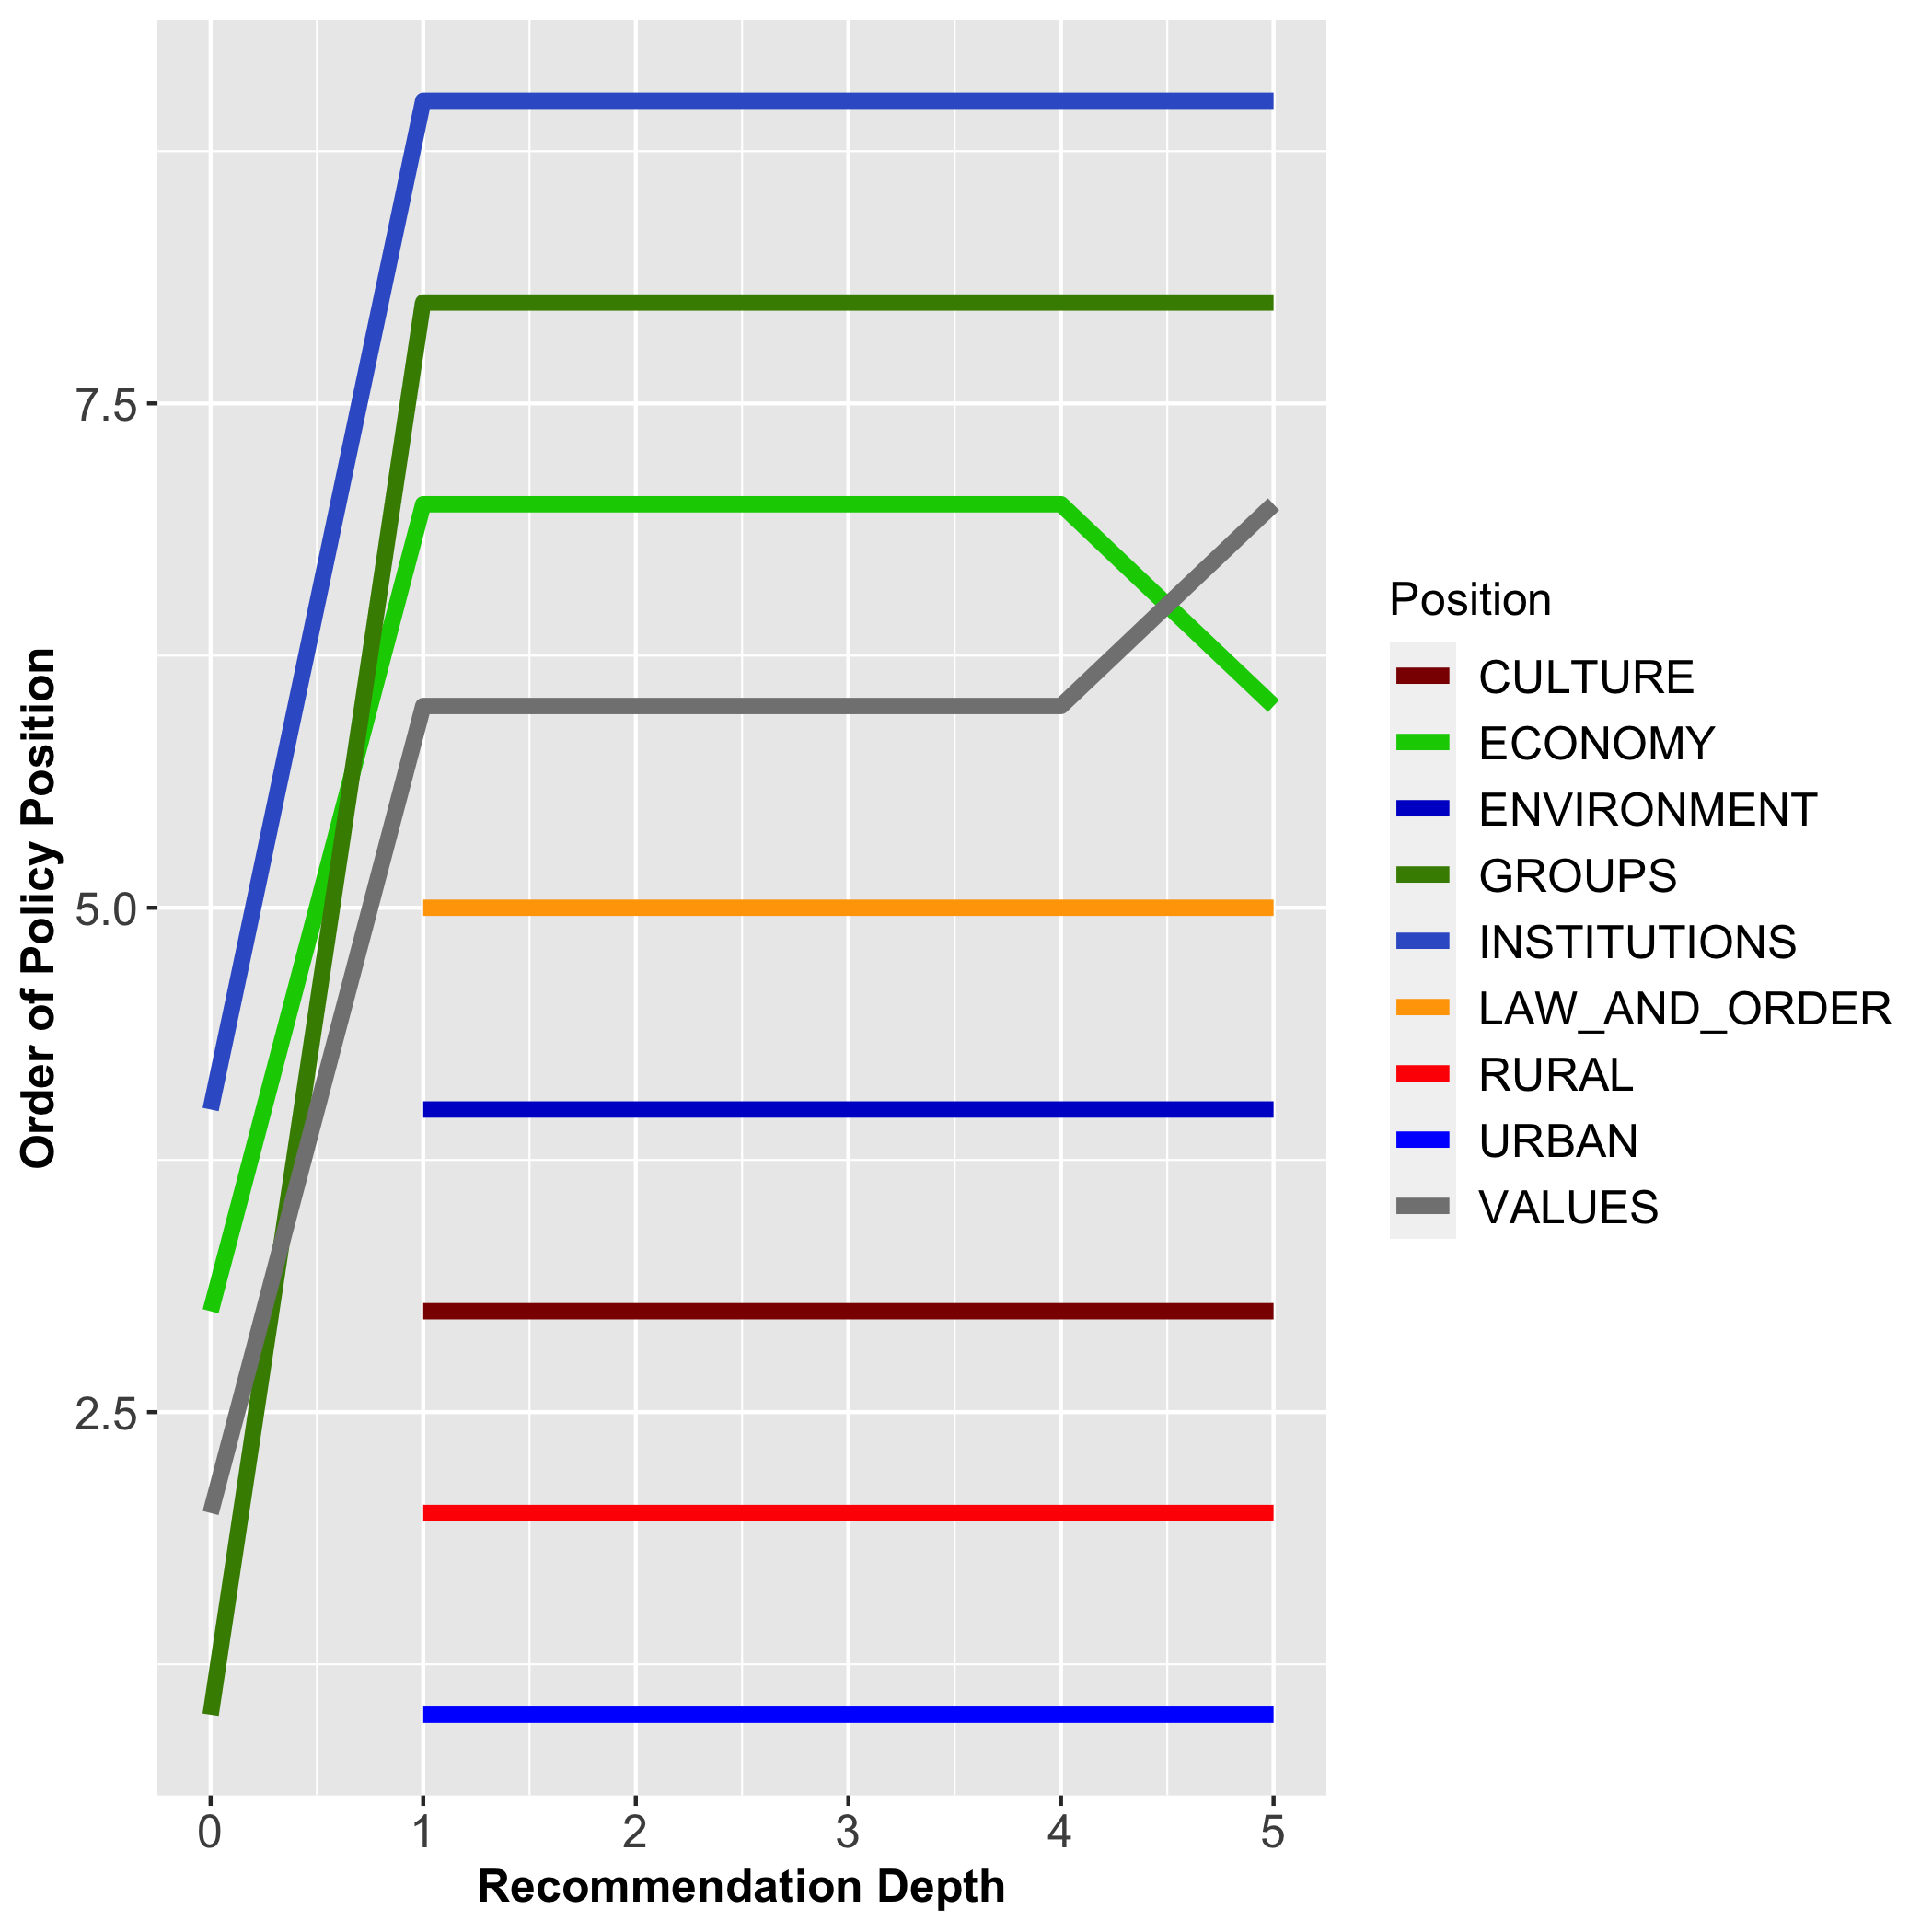 Order of Policy Position
7.5
5.0
2.5
0 1 2 3 4 5
Recommendation Depth
Position
CULTURE
ECONOMY
ENVIRONMENT
GROUPS
INSTITUTIONS
LAW_AND_ORDER
RURAL
URBAN
VALUES